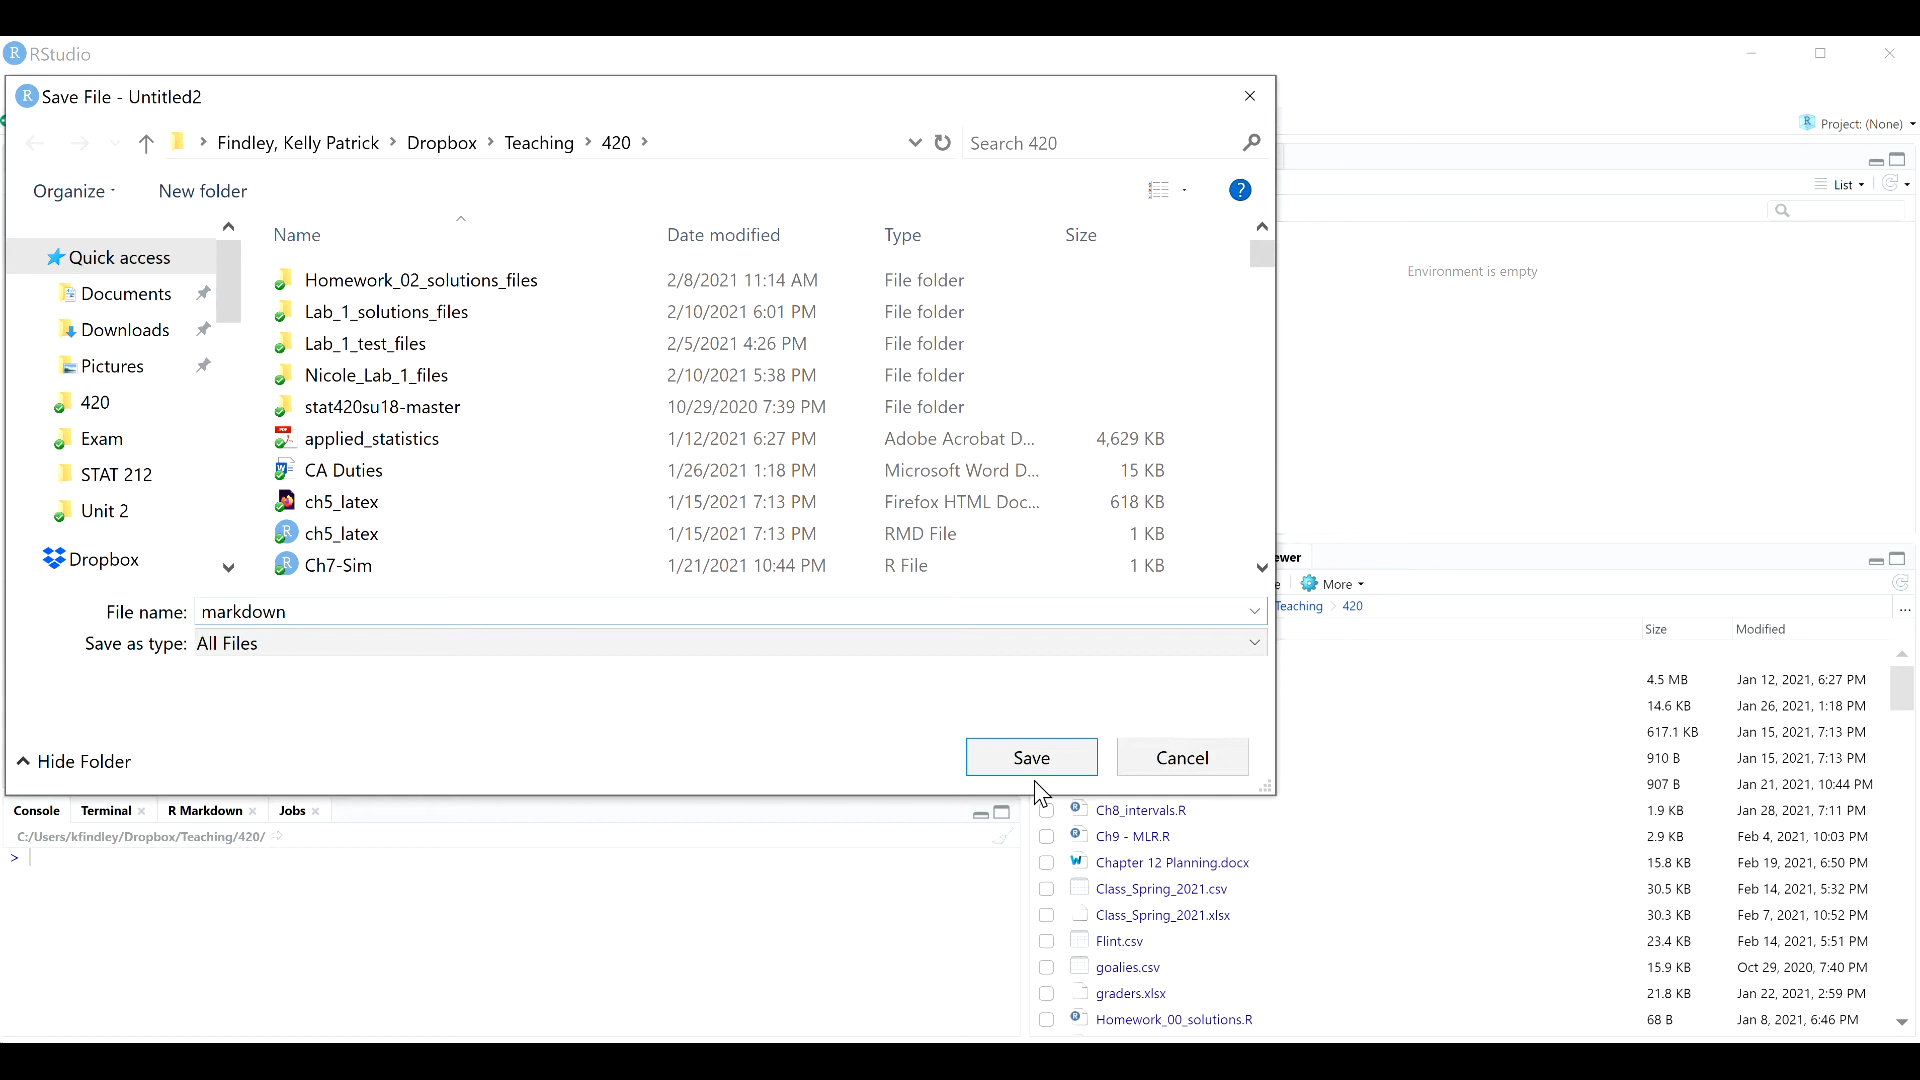 RStudio
Save File - Untitled2
Findley, Kelly Patrick > Dropbox > Teaching > 420 >
Search 420
Project: (None)
Organize
New folder
List
Name
Date modified
Type
Size
Quick access
Documents
Downloads
Pictures
420
Exam
STAT 212
Unit 2
Dropbox
Homework_02_solutions_files 2/8/2021 11:14 AM File folder
Lab_1_solutions_files 2/10/2021 6:01 PM File folder
Lab_1_test_files 2/5/2021 4:26 PM File folder
Nicole_Lab_1_files 2/10/2021 5:38 PM File folder
stat420su18-master 10/29/2020 7:39 PM File folder
applied_statistics 1/12/2021 6:27 PM Adobe Acrobat D... 4,629 KB
CA Duties 1/26/2021 1:18 PM Microsoft Word D... 15 KB
ch5_latex 1/15/2021 7:13 PM Firefox HTML Doc... 618 KB
ch5_latex 1/15/2021 7:13 PM RMD File 1 KB
Ch7-Sim 1/21/2021 10:44 PM R File 1 KB
File name: markdown
Save as type: All Files
Hide Folder
Save
Cancel
Environment is empty
ewer
e
More
Teaching > 420
...
Size Modified
4.5 MB Jan 12, 2021, 6:27 PM
14.6 KB Jan 26, 2021, 1:18 PM
617.1 KB Jan 15, 2021, 7:13 PM
910 B Jan 15, 2021, 7:13 PM
907 B Jan 21, 2021, 10:44 PM
Ch8_intervals.R 1.9 KB Jan 28, 2021, 7:11 PM
Ch9 - MLR.R 2.9 KB Feb 4, 2021, 10:03 PM
Chapter 12 Planning.docx 15.8 KB Feb 19, 2021, 6:50 PM
Class_Spring_2021.csv 30.5 KB Feb 14, 2021, 5:32 PM
Class_Spring_2021.xlsx 30.3 KB Feb 7, 2021, 10:52 PM
Flint.csv 23.4 KB Feb 14, 2021, 5:51 PM
goalies.csv 15.9 KB Oct 29, 2020, 7:40 PM
graders.xlsx 21.8 KB Jan 22, 2021, 2:59 PM
Homework_00_solutions.R 68 B Jan 8, 2021, 6:46 PM
Console
Terminal
R Markdown
Jobs
C:/Users/kfindley/Dropbox/Teaching/420/
>